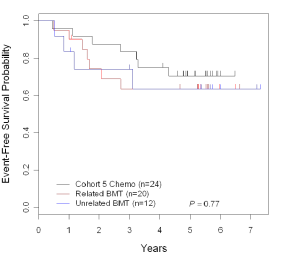 Event-Free Survival Probability
1.0
0.8
0.6
0.4
0.2
0.0
Cohort 5 Chemo (n=24)
Related BMT (n=20)
Unrelated BMT (n=12)
P = 0.77
0 1 2 3 4 5 6 7
Years